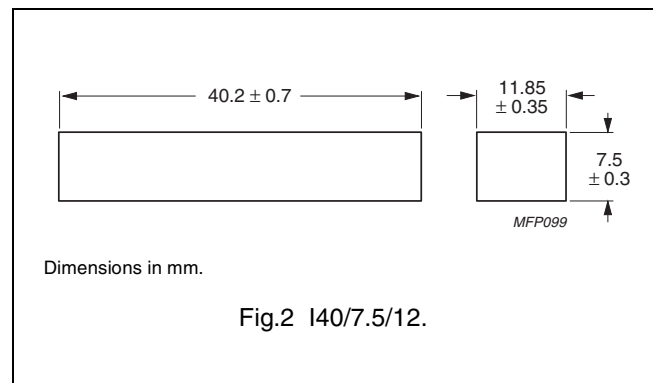 40.2 ± 0.7
11.85
± 0.35
7.5
± 0.3
MFP099
Dimensions in mm.
Fig.2 I40/7.5/12.